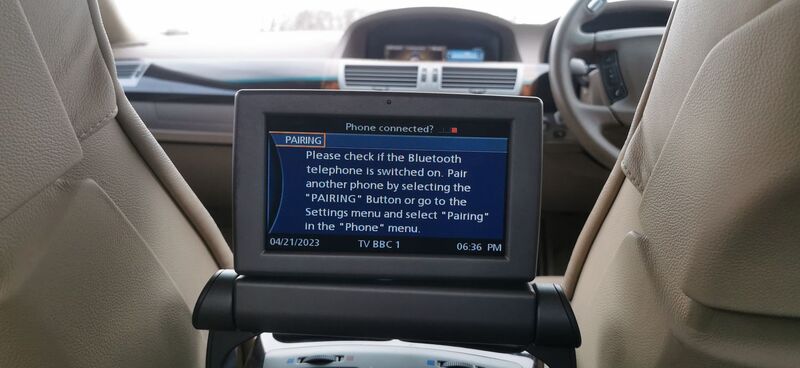 Phone connected?
PAIRING
Please check if the Bluetooth
telephone is switched on. Pair
another phone by selecting the
"PAIRING" Button or go to the
Settings menu and select "Pairing"
in the "Phone" menu.
04/21/2023 TV BBC 1 06:36 PM